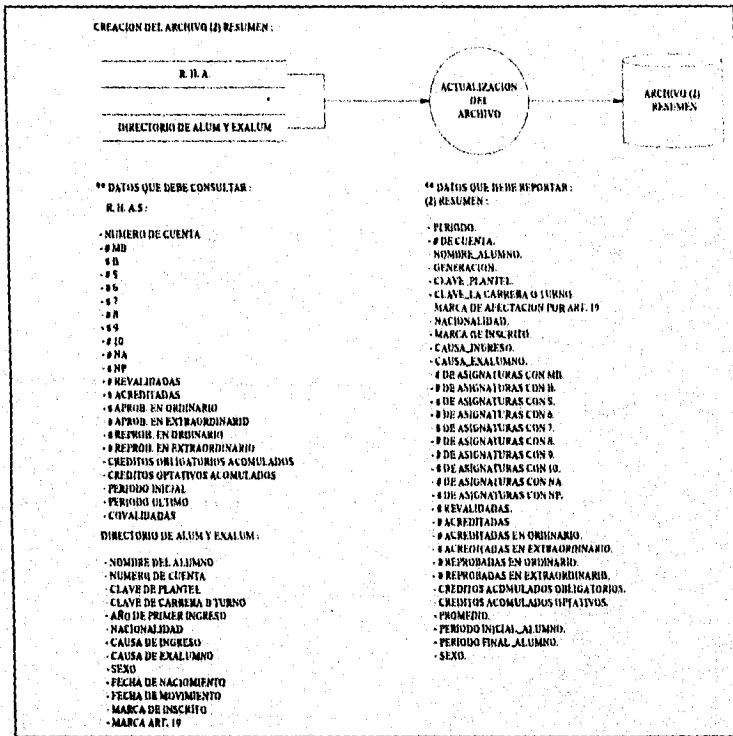 CREACION DEL ARCHIVO (2) RESUMEN :
R. H. A.
DIRECTORIO DE ALUM Y EXALUM
ACTUALIZACION
DEL
ARCHIVO
ARCHIVO (2)
RESUMEN
** DATOS QUE DEBE CONSULTAR :
R. H. A.S :
- NUMERO DE CUENTA
- # MB
# B
- # S
- # 6
- # 7
- # 8
- # 9
- # 10
- # NA
- # NP
- # REVALIDADAS
- # ACREDITADAS
- # APROB. EN ORDINARIO
- # APROB. EN EXTRAORDINARIO
- # REPROB. EN ORDINARIO
- # REPROB. EN EXTRAORDINARIO
- CREDITOS OBLIGATORIOS ACOMULADOS
- CREDITOS OPTATIVOS ACOMULADOS
- PERIODO INICIAL
- PERIODO ULTIMO
- COVALIDADAS
DIRECTORIO DE ALUM Y EXALUM :
- NOMBRE DEL ALUMNO
- NUMERO DE CUENTA
- CLAVE DE PLANTEL
- CLAVE DE CARRERA O TURNO
- AÑO DE PRIMER INGRESO
- NACIONALIDAD
- CAUSA DE INGRESO
- CAUSA DE EXALUMNO
- SEXO
- FECHA DE NACIOMIENTO
- FECHA DE MOVIMIENTO
- MARCA DE INSCRITO
- MARCA ART. 19
** DATOS QUE DEBE REPORTAR :
(2) RESUMEN :
- PERIODO.
- # DE CUENTA.
- NOMBRE_ALUMNO.
- GENERACION.
- CLAVE_PLANTEL.
- CLAVE_LA CARRERA O TURNO
MARCA DE AFECTACION POR ART. 19
- NACIONALIDAD.
- MARCA DE INSCRITO.
- CAUSA_INGRESO.
- CAUSA_EXALUMNO.
# DE ASIGNATURAS CON MB.
- # DE ASIGNATURAS CON B.
- # DE ASIGNATURAS CON S.
- # DE ASIGNATURAS CON 6.
- # DE ASIGNATURAS CON 7.
- # DE ASIGNATURAS CON 8.
- # DE ASIGNATURAS CON 9.
- # DE ASIGNATURAS CON 10.
- # DE ASIGNATURAS CON NA
- # DE ASIGNATURAS CON NP.
- # REVALIDADAS.
- # ACREDITADAS
- # ACREDITADAS EN ORDINARIO.
- # ACREDITADAS EN EXTRAORDINARIO.
- # REPROBADAS EN ORDINARIO.
- # REPROBADAS EN EXTRAORDINARIO.
- CREDITOS ACOMULADOS OBLIGATORIOS.
- CREDITOS ACOMULADOS OPTATIVOS.
- PROMEDIO.
- PERIODO INICIAL_ALUMNO.
- PERIODO FINAL_ALUMNO.
- SEXO.